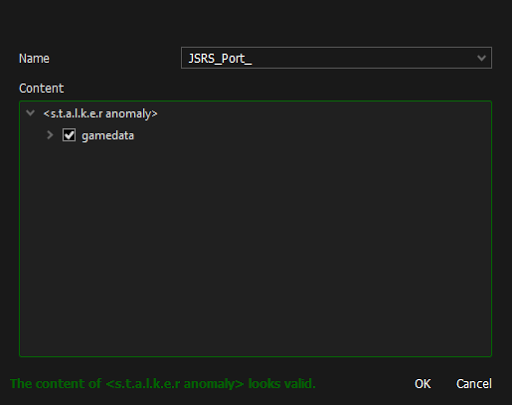 Name
JSRS_Port_
Content
<s.t.a.l.k.e.r anomaly>
gamedata
The content of <s.t.a.l.k.e.r anomaly> looks valid.
OK
Cancel